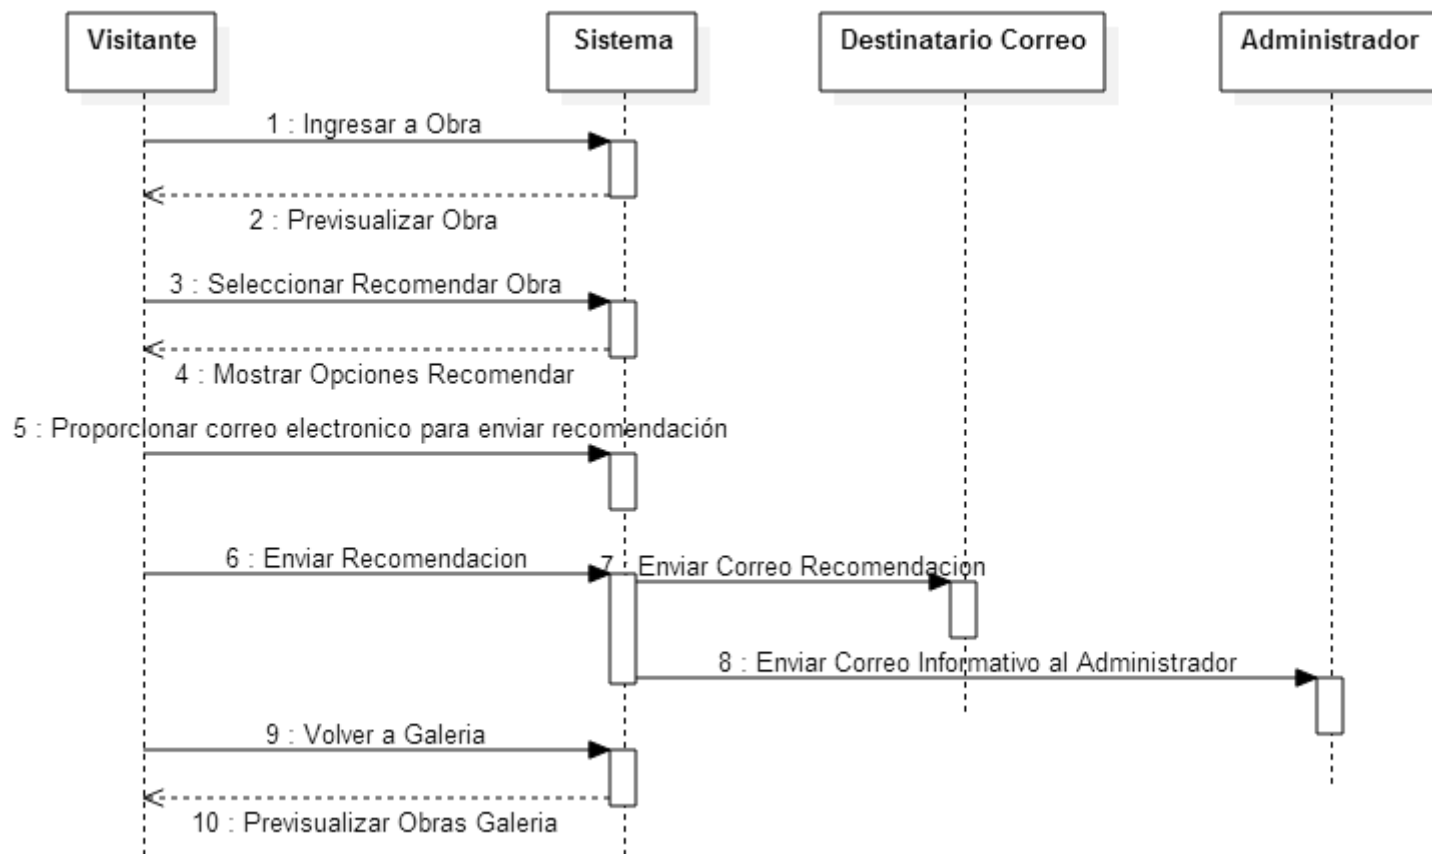 Visitante
Sistema
Destinatario Correo
Administrador
1 : Ingresar a Obra
2 : Previsualizar Obra
3 : Seleccionar Recomendar Obra
4 : Mostrar Opciones Recomendar
5 : Proporcionar correo electronico para enviar recomendación
6 : Enviar Recomendacion
7 : Enviar Correo Recomendacion
8 : Enviar Correo Informativo al Administrador
9 : Volver a Galeria
10 : Previsualizar Obras Galeria